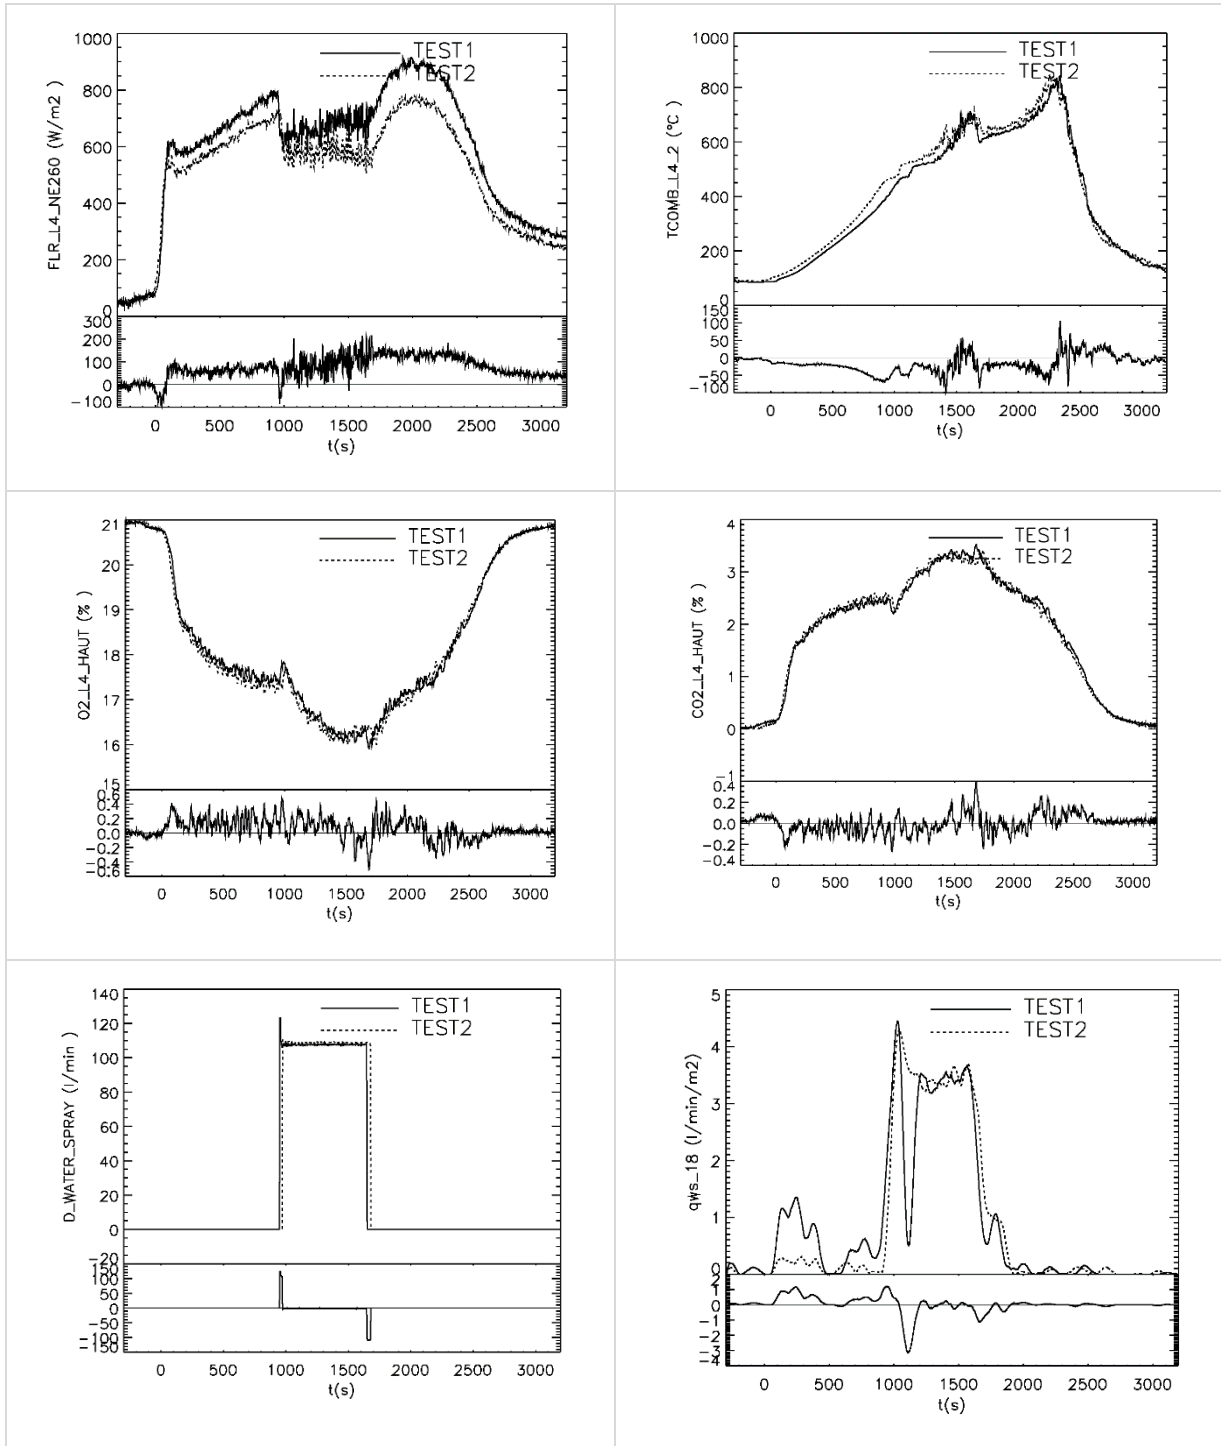 FLR_L4_NE260 (W/m2 )
1000
800
600
400
200
0
TEST1
TEST2
300
200
100
0
−100
0 500 1000 1500 2000 2500 3000
t(s)
TCOMB_L4_2 (°C )
1000
800
600
400
200
0
TEST1
TEST2
150
100
50
0
−50
−100
0 500 1000 1500 2000 2500 3000
t(s)
O2_L4_HAUT (% )
21
20
19
18
17
16
15
TEST1
TEST2
0.6
0.4
0.2
0.0
−0.2
−0.4
−0.6
0 500 1000 1500 2000 2500 3000
t(s)
CO2_L4_HAUT (% )
4
3
2
1
0
−1
TEST1
TEST2
0.4
0.2
0.0
−0.2
−0.4
0 500 1000 1500 2000 2500 3000
t(s)
D_WATER_SPRAY (l/min )
140
120
100
80
60
40
20
0
−20
TEST1
TEST2
150
100
50
0
−50
−100
−150
0 500 1000 1500 2000 2500 3000
t(s)
qws_18 (l/min/m2)
5
4
3
2
1
0
TEST1
TEST2
2
1
0
−1
−2
−3
−4
0 500 1000 1500 2000 2500 3000
t(s)